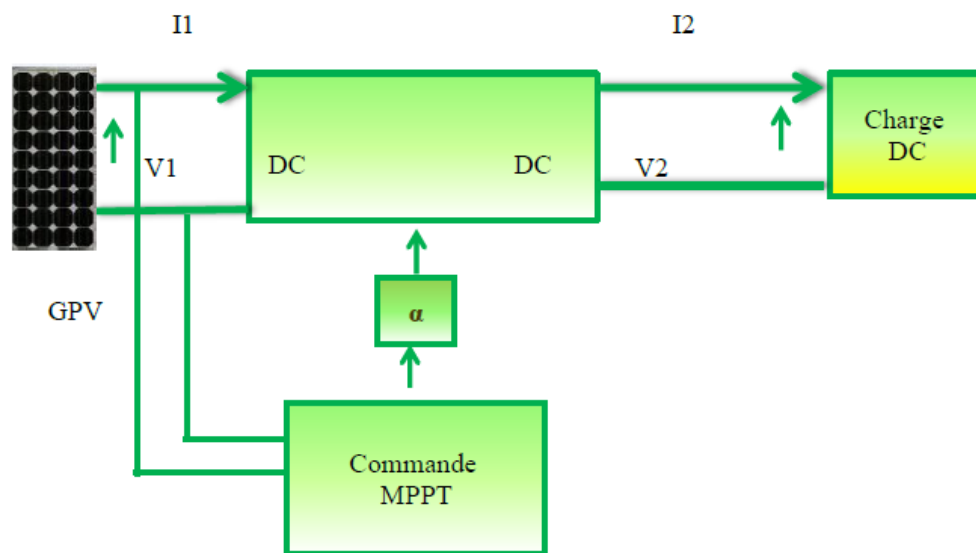 I1
I2
V1
DC
DC
V2
Charge
DC
GPV
α
Commande
MPPT